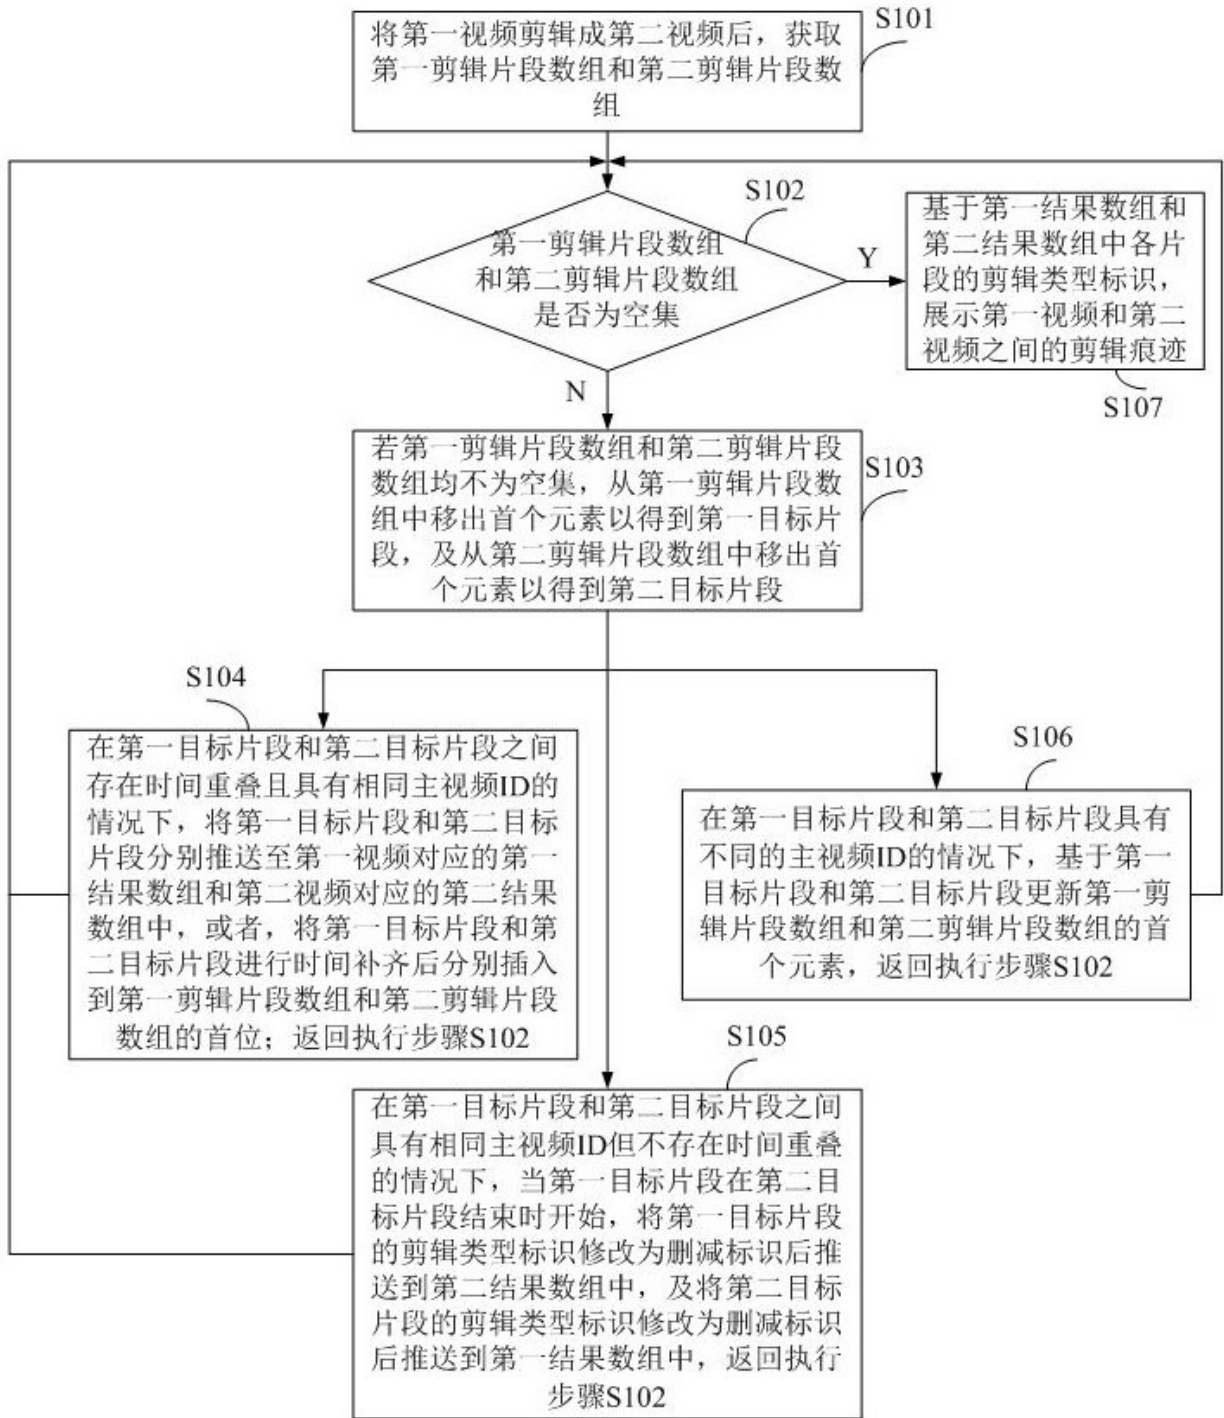 S101
将第一视频剪辑成第二视频后，获取
第一剪辑片段数组和第二剪辑片段数
组
S102
第一剪辑片段数组
和第二剪辑片段数组
是否为空集
Y
基于第一结果数组和
第二结果数组中各片
段的剪辑类型标识，
展示第一视频和第二
视频之间的剪辑痕迹
S107
N
S103
若第一剪辑片段数组和第二剪辑片段
数组均不为空集，从第一剪辑片段数
组中移出首个元素以得到第一目标片
段，及从第二剪辑片段数组中移出首
个元素以得到第二目标片段
S104
在第一目标片段和第二目标片段之间
存在时间重叠且具有相同主视频ID的
情况下，将第一目标片段和第二目标
片段分别推送至第一视频对应的第一
结果数组和第二视频对应的第二结果
数组中，或者，将第一目标片段和第
二目标片段进行时间补齐后分别插入
到第一剪辑片段数组和第二剪辑片段
数组的首位；返回执行步骤S102
S106
在第一目标片段和第二目标片段具有
不同的主视频ID的情况下，基于第一
目标片段和第二目标片段更新第一剪
辑片段数组和第二剪辑片段数组的首
个元素，返回执行步骤S102
S105
在第一目标片段和第二目标片段之间
具有相同主视频ID但不存在时间重叠
的情况下，当第一目标片段在第二目
标片段结束时开始，将第一目标片段
的剪辑类型标识修改为删减标识后推
送到第二结果数组中，及将第二目标
片段的剪辑类型标识修改为删减标识
后推送到第一结果数组中，返回执行
步骤S102